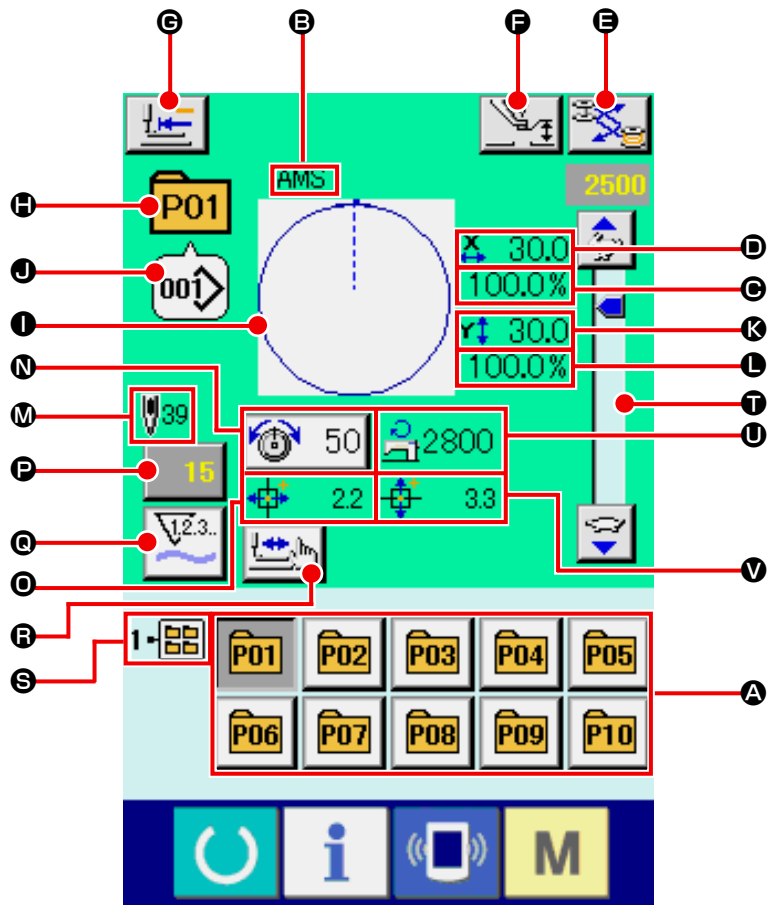 G B F E
AMS
2500
H P01
J 001
D X 30.0
C 100.0%
I
K Y 30.0
L 100.0%
N 50
2800 U
M 39
T
P 15
Q 1.2.3..
O 2.2
3.3 V
R
S 1
P01 P02 P03 P04 P05
A
P06 P07 P08 P09 P10
i M